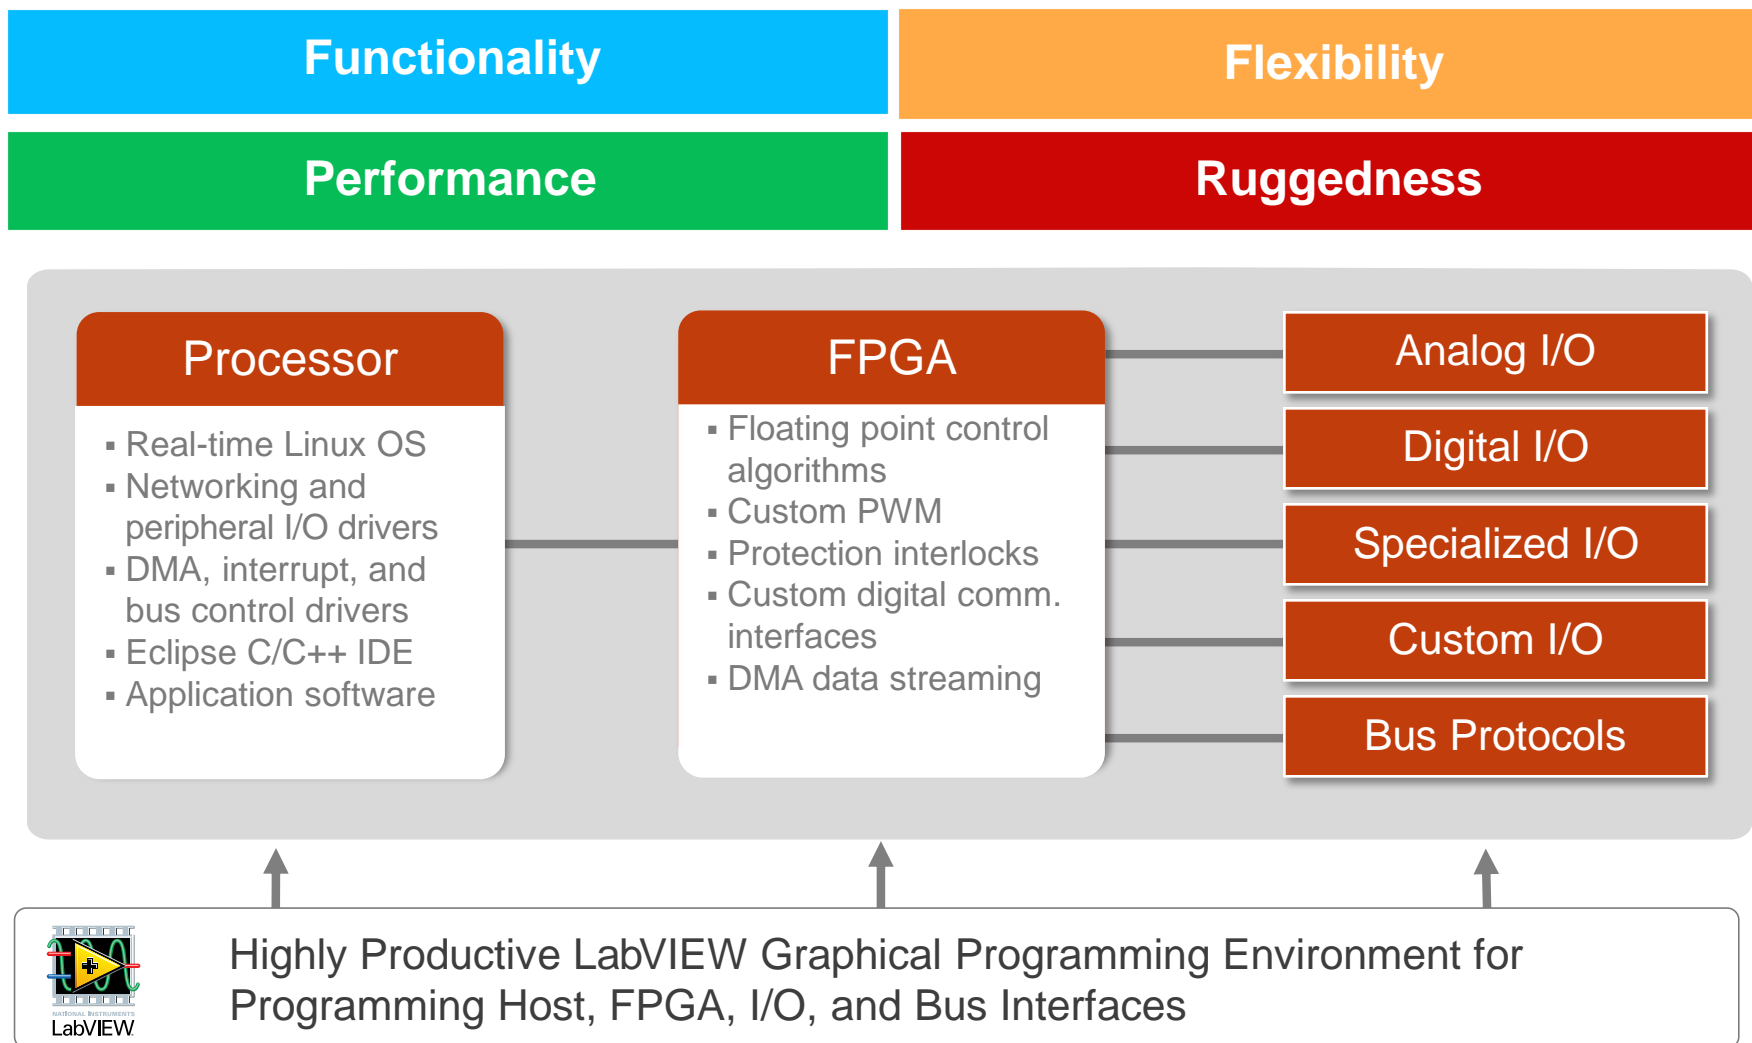 Functionality
Flexibility
Performance
Ruggedness
Processor
▪ Real-time Linux OS
▪ Networking and
peripheral I/O drivers
▪ DMA, interrupt, and
bus control drivers
▪ Eclipse C/C++ IDE
▪ Application software
FPGA
▪ Floating point control
algorithms
▪ Custom PWM
▪ Protection interlocks
▪ Custom digital comm.
interfaces
▪ DMA data streaming
Analog I/O
Digital I/O
Specialized I/O
Custom I/O
Bus Protocols
NATIONAL INSTRUMENTS
LabVIEW
Highly Productive LabVIEW Graphical Programming Environment for
Programming Host, FPGA, I/O, and Bus Interfaces